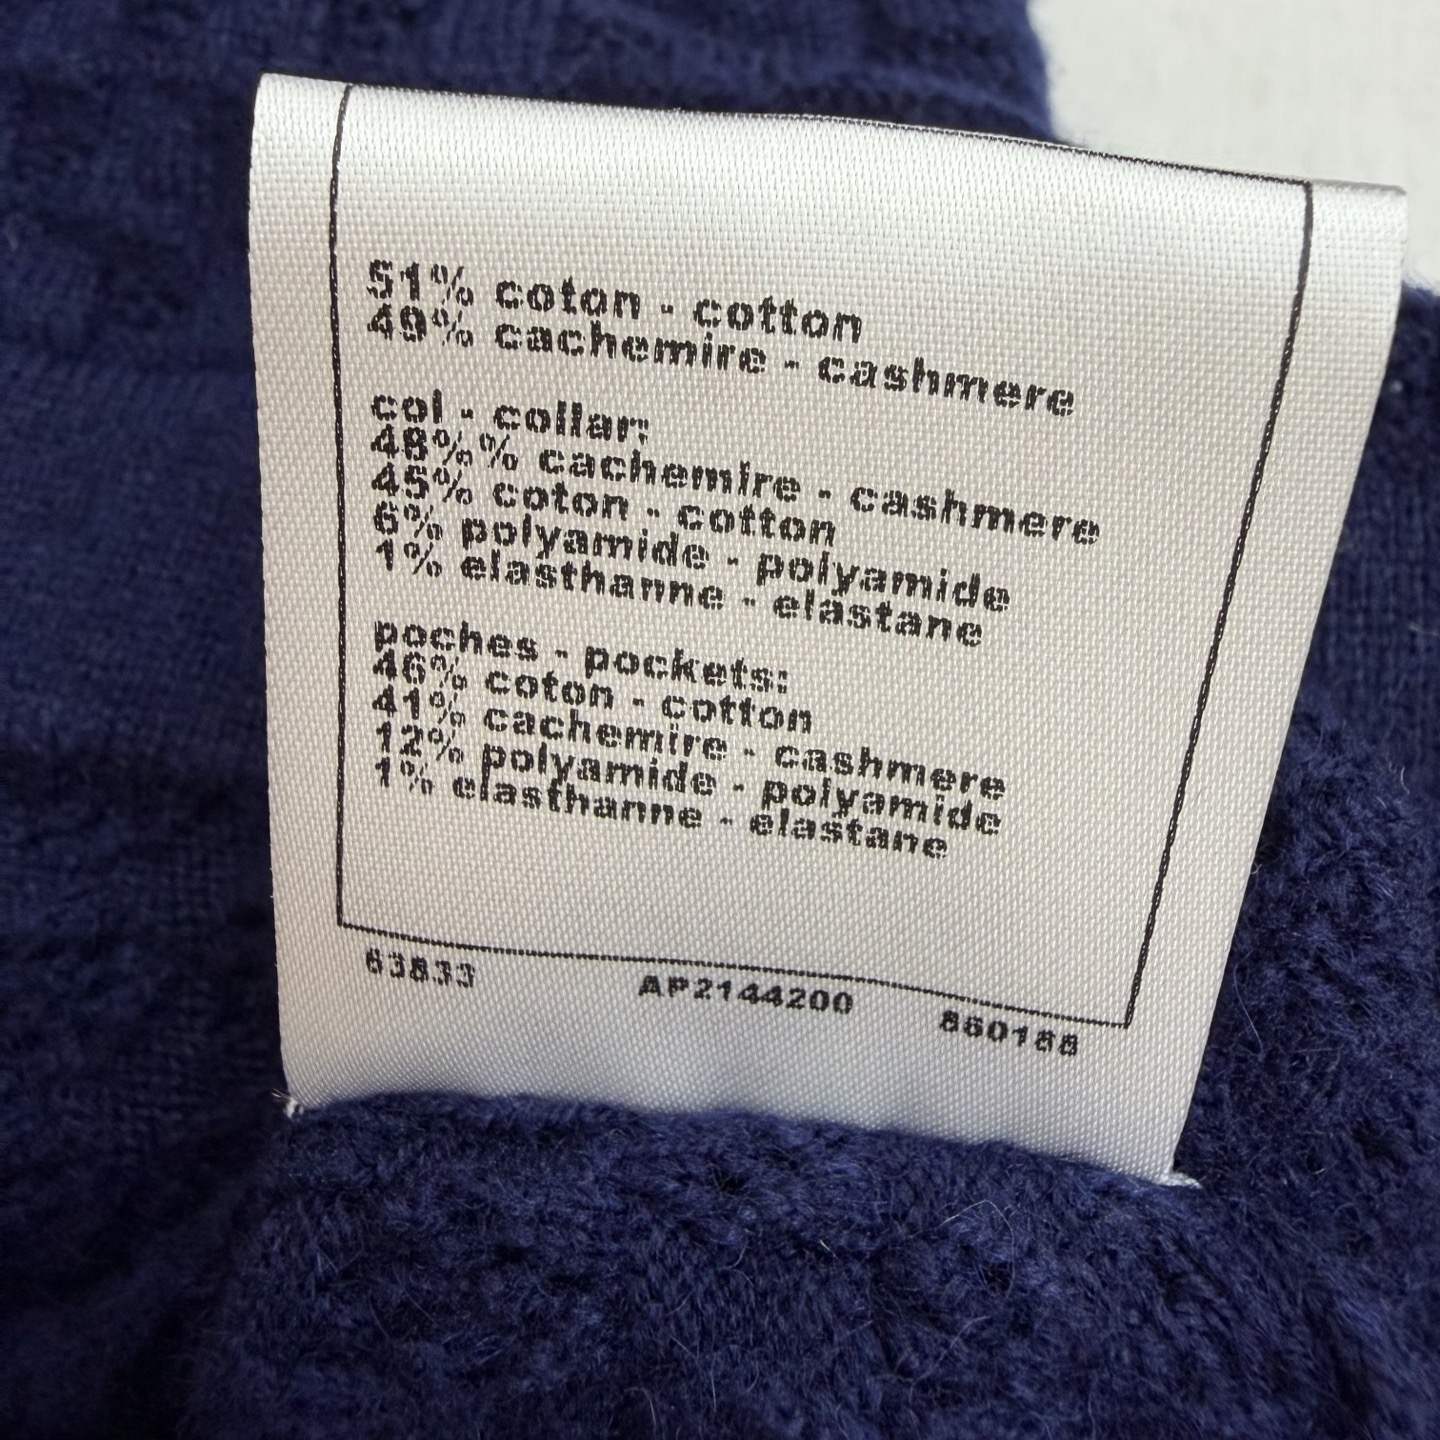 51% coton - cotton
49% cachemire - cashmere
col - collar:
48%% cachemire - cashmere
45% coton - cotton
6% polyamide - polyamide
1% elasthanne - elastane
poches - pockets:
46% coton - cotton
41% cachemire - cashmere
12% polyamide - polyamide
1% elasthanne - elastane
63833 AP2144200 860188